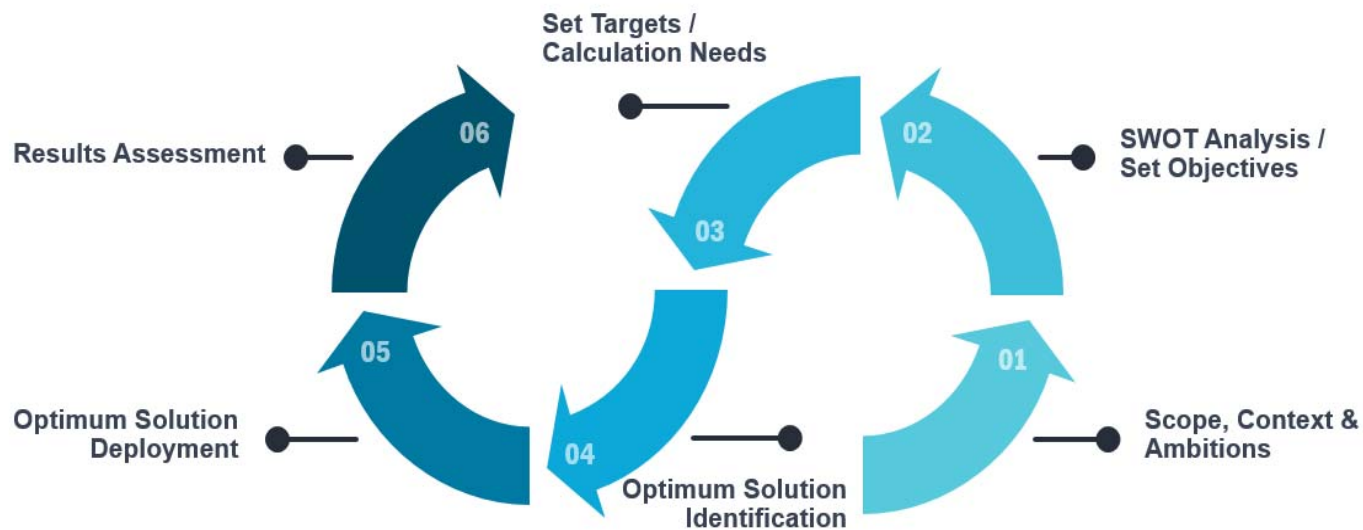 Set Targets /
Calculation Needs
06
02
Results Assessment
SWOT Analysis /
Set Objectives
03
05
01
Optimum Solution
Deployment
04
Optimum Solution
Identification
Scope, Context &
Ambitions